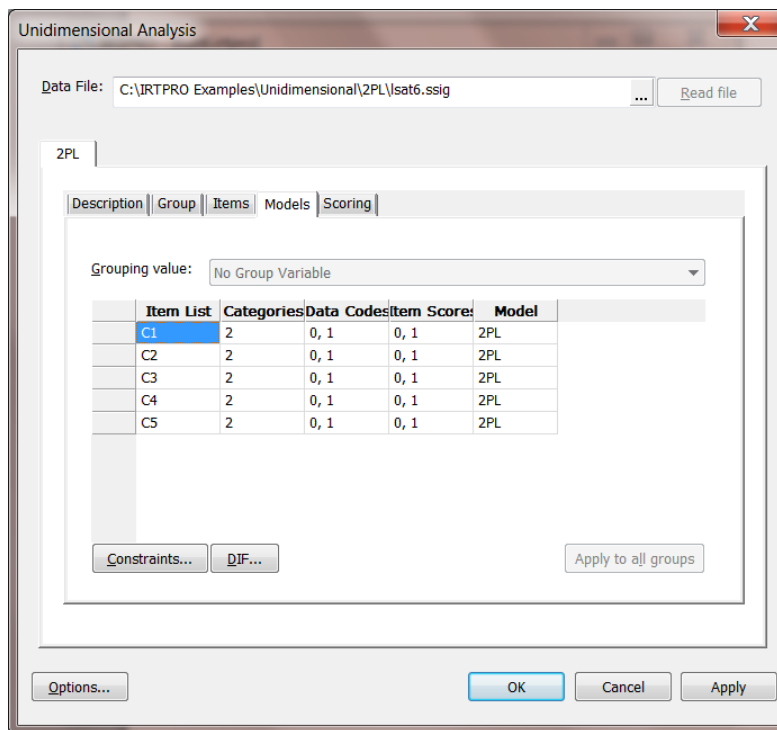 Unidimensional Analysis
X
Data File: C:\IRTPRO Examples\Unidimensional\2PL\lsat6.ssig ... Read file
2PL
Description Group Items Models Scoring
Grouping value: No Group Variable
Item List Categories Data Codes Item Scores Model
C1 2 0, 1 0, 1 2PL
C2 2 0, 1 0, 1 2PL
C3 2 0, 1 0, 1 2PL
C4 2 0, 1 0, 1 2PL
C5 2 0, 1 0, 1 2PL
Constraints... DIF... Apply to all groups
Options... OK Cancel Apply